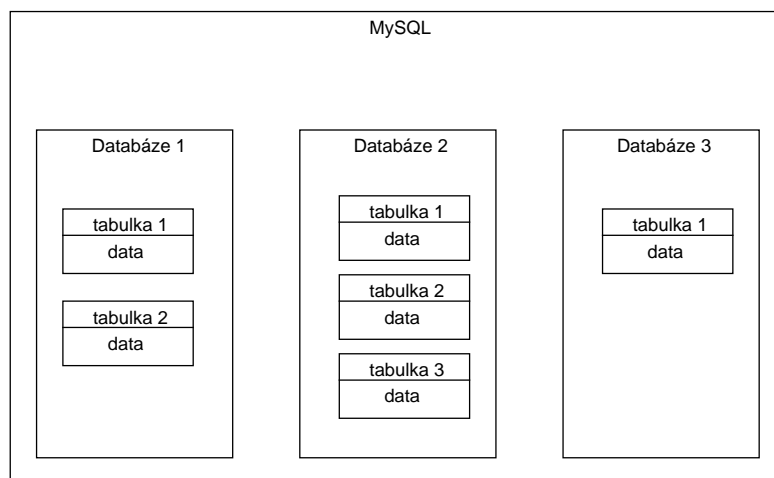 MySQL
Databáze 1
tabulka 1
data
tabulka 2
data
Databáze 2
tabulka 1
data
tabulka 2
data
tabulka 3
data
Databáze 3
tabulka 1
data